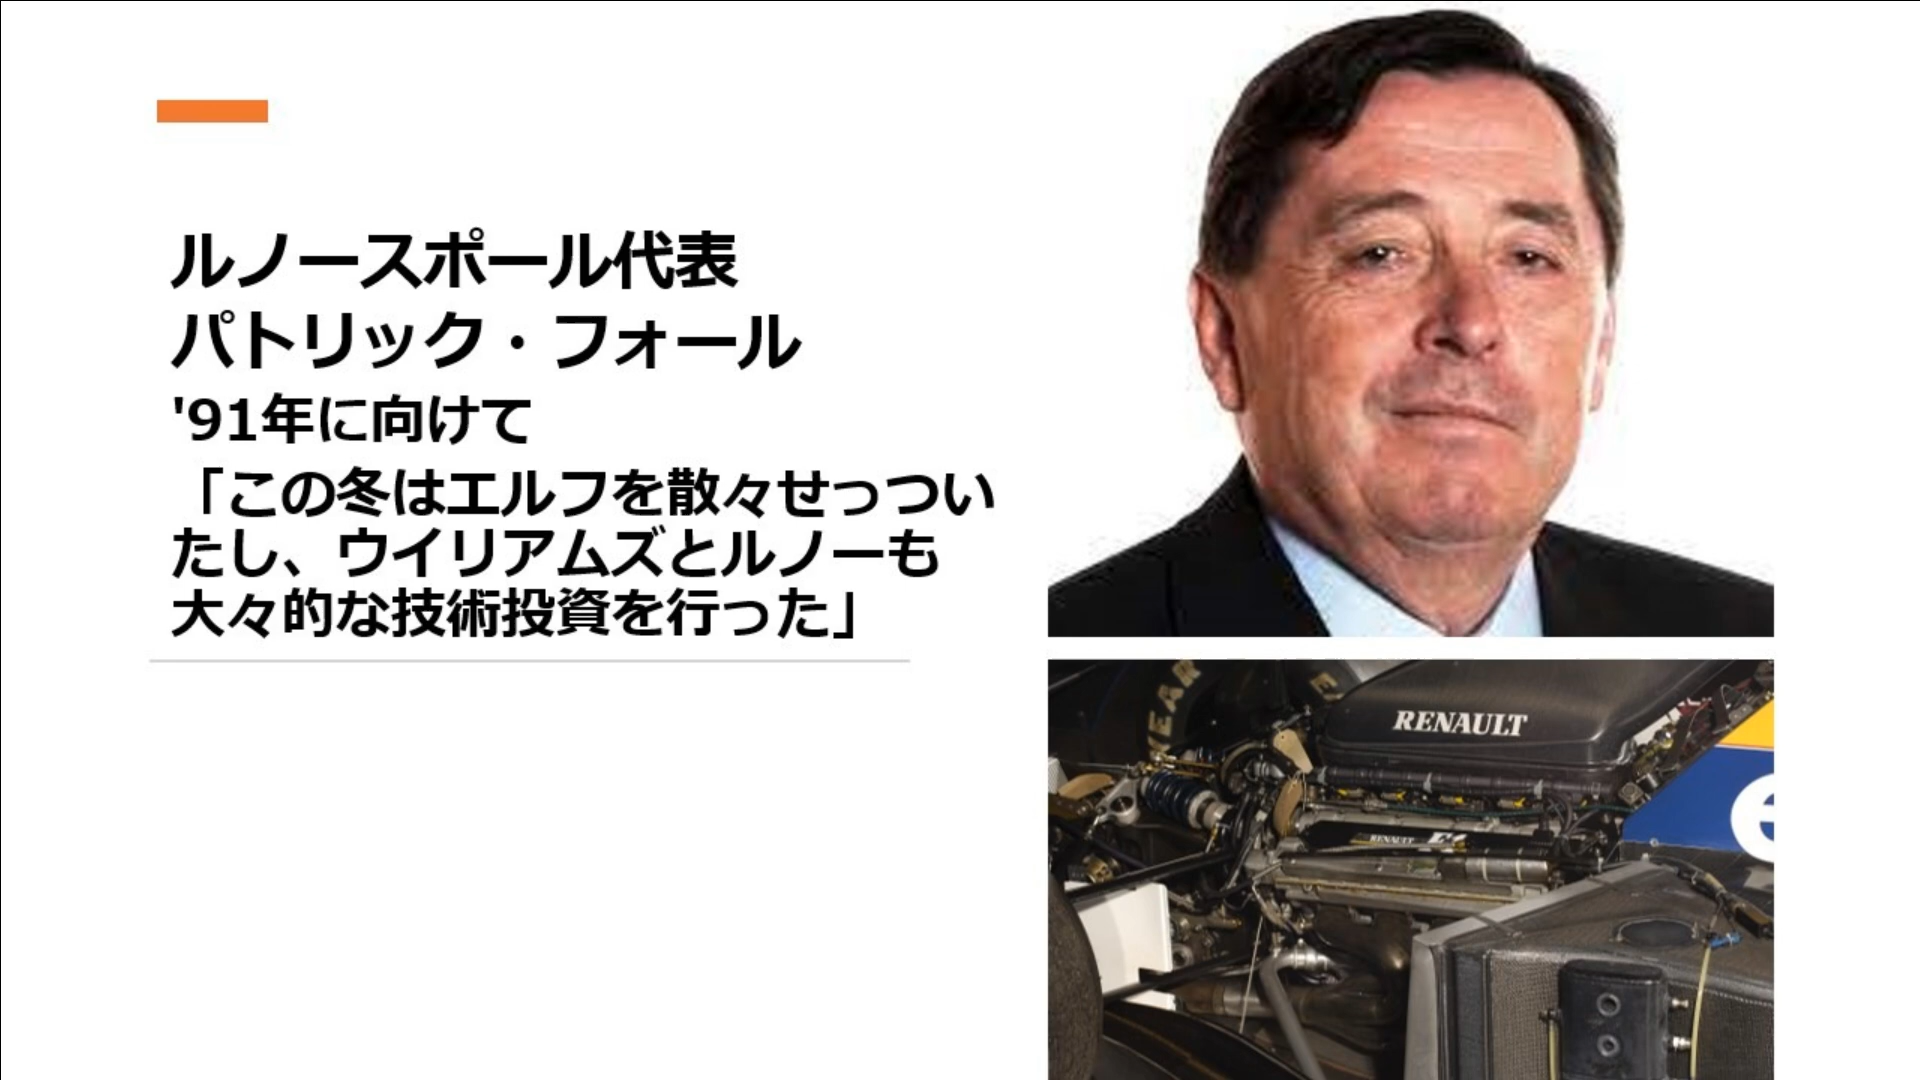 ルノースポール代表
パトリック・フォール
'91年に向けて
「この冬はエルフを散々せっつい
たし、ウイリアムズとルノーも
大々的な技術投資を行った」
EAR
E
RENAULT
RENAULT
e